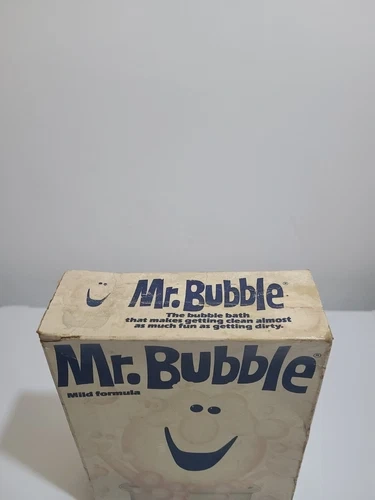 Mr. Bubble®
The bubble bath
that makes getting clean almost
as much fun as getting dirty.
Mr. Bubble®
Mild formula